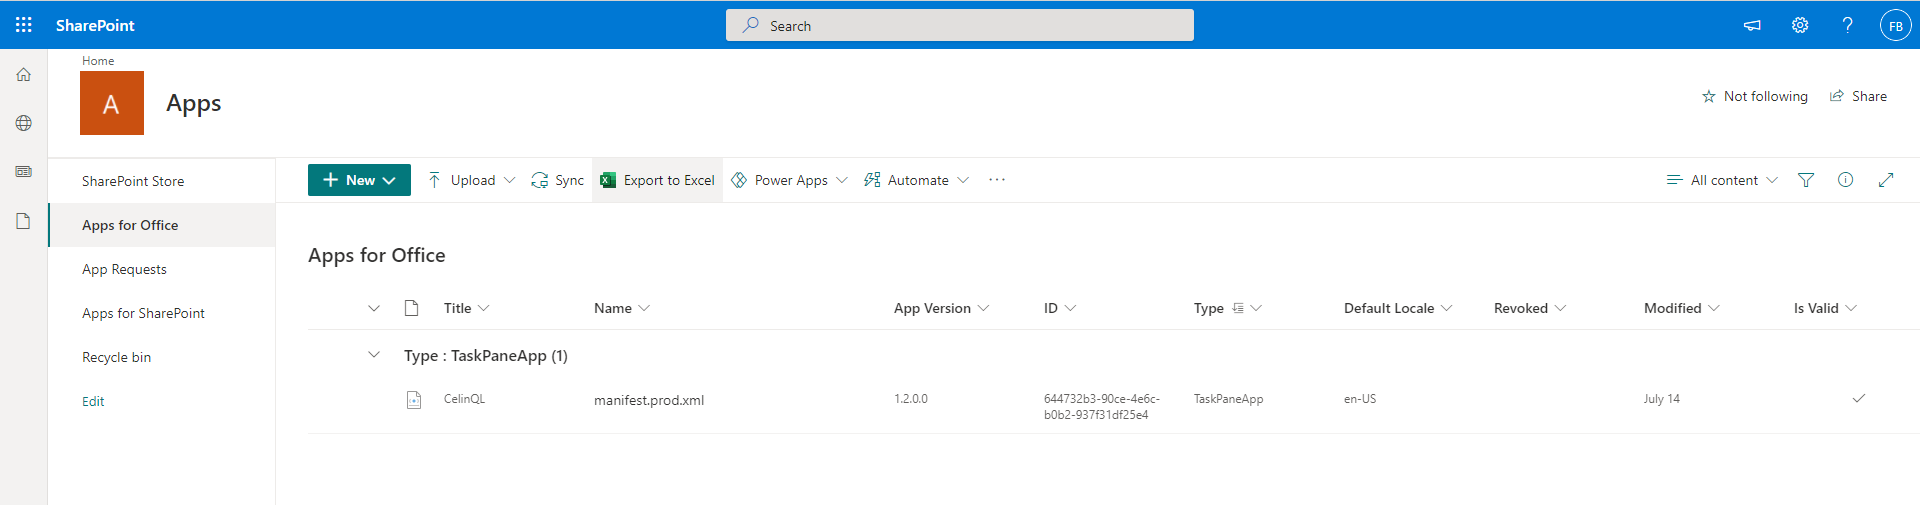 SharePoint
Search
FB
Home
A
Apps
Not following
Share
SharePoint Store
New
Upload
Sync
Export to Excel
Power Apps
Automate
All content
Apps for Office
App Requests
Apps for SharePoint
Recycle bin
Edit
Apps for Office
Title Name App Version ID Type Default Locale Revoked Modified Is Valid
Type : TaskPaneApp (1)
CelinQL manifest.prod.xml 1.2.0.0 644732b3-90ce-4e6c- TaskPaneApp en-US July 14
b0b2-937f31df25e4